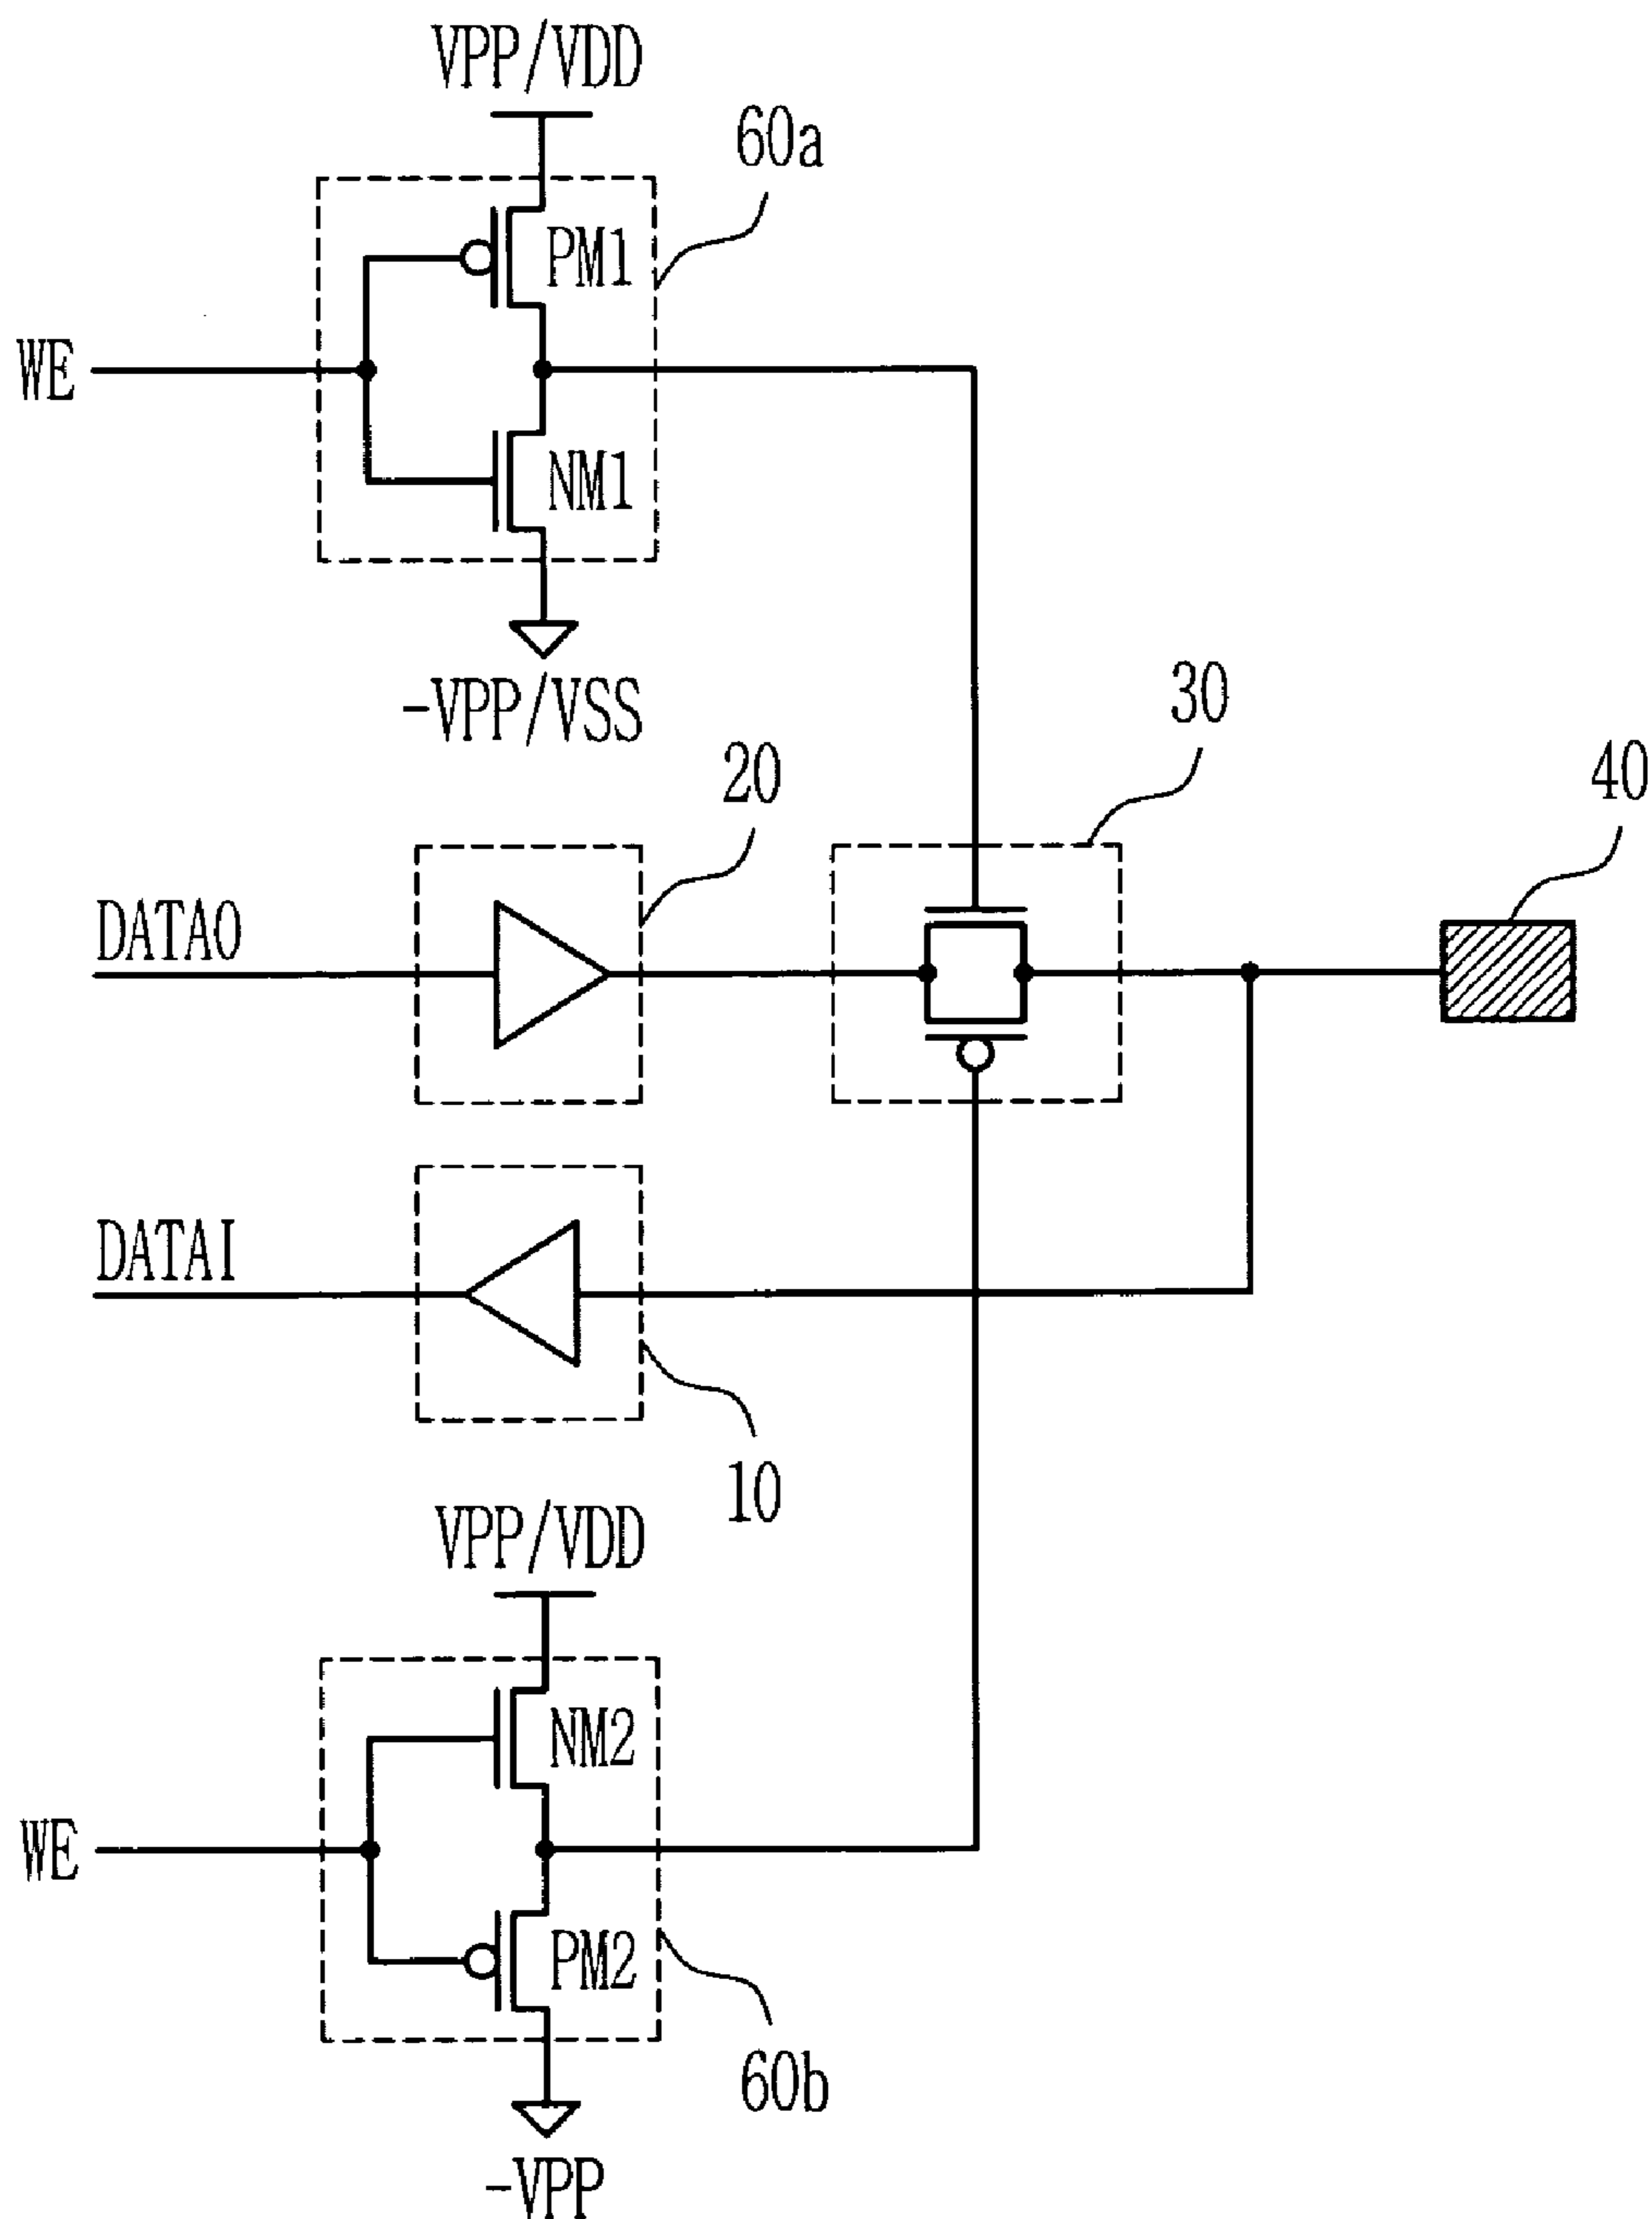 VPP/VDD
60a
PM1
WE
NM1
-VPP/VSS
30
20
40
DATAO
DATAI
10
VPP/VDD
NM2
WE
PM2
60b
-VPP